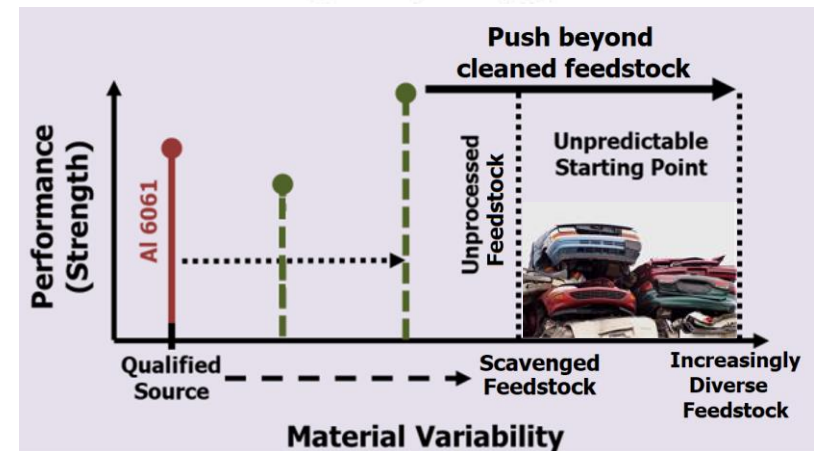 Push beyond
cleaned feedstock
Performance
((Strength)
Al 6061
Unprocessed
Feedstock
Unpredictable
Starting Point
Qualified
Source
Scavenged
Feedstock
Increasingly
Diverse
Feedstock
Material Variability